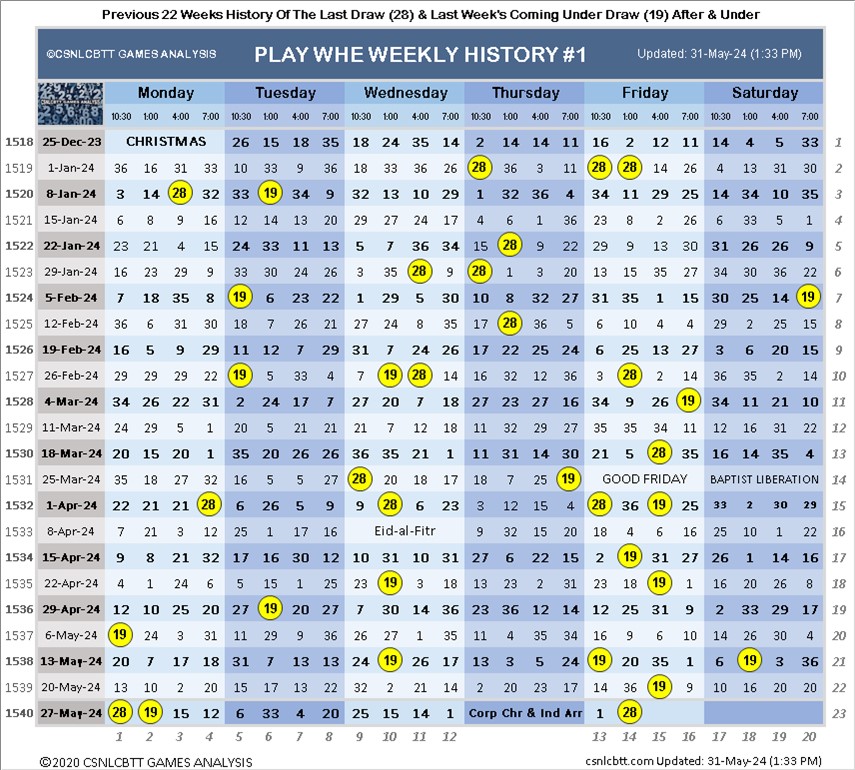 Previous 22 Weeks History Of The Last Draw (28) & Last Week's Coming Under Draw (19) After & Under
©CSNLCBTT GAMES ANALYSIS PLAY WHE WEEKLY HISTORY #1 Updated: 31-May-24 (1:33 PM)
CSNLCBTT GAMES ANALYSIS Monday Tuesday Wednesday Thursday Friday Saturday
10:30 1:00 4:00 7:00 10:30 1:00 4:00 7:00 10:30 1:00 4:00 7:00 10:30 1:00 4:00 7:00 10:30 1:00 4:00 7:00 10:30 1:00 4:00 7:00
1518 25-Dec-23 CHRISTMAS 26 15 18 35 18 24 35 14 2 14 14 11 16 2 12 11 14 4 5 33 1
1519 1-Jan-24 36 16 31 33 10 33 9 36 18 33 36 26 28 36 3 11 28 28 14 26 4 13 31 30 2
1520 8-Jan-24 3 14 28 32 33 19 34 9 32 13 10 29 1 32 36 4 34 11 29 25 14 34 10 35 3
1521 15-Jan-24 6 8 9 16 12 14 13 20 29 27 24 17 4 6 1 36 23 8 2 26 6 33 5 1 4
1522 22-Jan-24 23 21 4 15 24 33 11 13 5 7 36 34 15 28 9 22 29 9 13 30 31 26 26 9 5
1523 29-Jan-24 16 23 29 9 33 30 24 26 3 35 28 9 28 1 3 20 13 15 35 27 34 30 36 22 6
1524 5-Feb-24 7 18 35 8 19 6 23 22 1 29 5 30 10 8 32 27 31 35 1 15 30 25 14 19 7
1525 12-Feb-24 36 6 31 30 18 7 26 21 27 24 8 35 17 28 36 5 6 10 4 4 29 2 25 15 8
1526 19-Feb-24 16 5 9 29 11 12 7 29 31 7 24 26 17 22 25 24 6 25 13 27 3 6 20 15 9
1527 26-Feb-24 29 29 29 22 19 5 33 4 7 19 28 14 16 32 12 36 3 28 2 14 36 35 2 14 10
1528 4-Mar-24 34 26 22 31 2 24 17 7 27 20 7 18 27 23 27 16 34 9 26 19 34 11 21 10 11
1529 11-Mar-24 24 29 5 1 20 5 21 21 21 7 21 12 7 32 29 27 35 35 34 11 12 16 31 22 12
1530 18-Mar-24 20 15 20 1 35 20 26 26 36 35 21 1 11 31 14 30 21 5 28 35 16 14 35 4 13
1531 25-Mar-24 35 18 27 32 16 5 5 27 28 20 18 17 18 7 25 19 GOOD FRIDAY BAPTIST LIBERATION 14
1532 1-Apr-24 22 21 21 28 6 26 5 9 9 28 6 23 3 12 15 4 28 36 19 25 33 2 30 29 15
1533 8-Apr-24 7 21 3 12 25 1 17 16 Eid-al-Fitr 9 32 15 20 18 4 18 16 25 10 1 22 16
1534 15-Apr-24 9 8 21 32 17 16 30 12 10 31 10 31 27 6 22 15 2 19 31 27 26 1 14 16 17
1535 22-Apr-24 4 1 24 6 5 15 1 25 23 19 3 18 13 23 2 31 23 18 19 1 16 20 26 8 18
1536 29-Apr-24 12 10 25 20 27 19 20 27 7 30 14 36 23 36 12 14 12 25 31 9 2 33 29 17 19
1537 6-May-24 19 24 3 31 11 29 9 36 26 27 1 35 11 4 35 34 16 9 6 10 14 26 30 4 20
1538 13-May-24 20 7 17 18 31 7 13 13 24 19 26 17 13 3 5 24 19 20 35 1 6 19 3 36 21
1539 20-May-24 13 10 2 20 15 17 13 22 32 2 21 14 2 20 23 17 14 36 19 9 10 16 20 20 22
1540 27-May-24 28 19 15 12 6 33 4 20 25 15 14 1 Corp Chr & Ind Arr 1 28 23
1 2 3 4 5 6 7 8 9 10 11 12 13 14 15 16 17 18 19 20
©2020 CSNLCBTT GAMES ANALYSIS csnlcbtt.com Updated: 31-May-24 (1:33 PM)